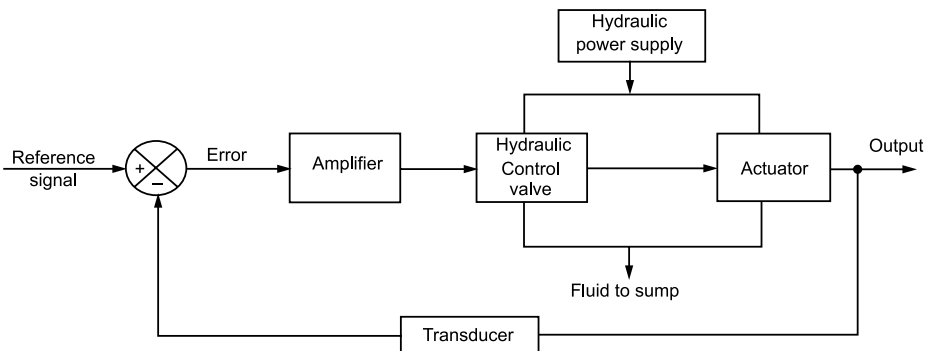 Hydraulic
power supply
Reference
signal
+
−
Error
Amplifier
Hydraulic
Control
valve
Actuator
Output
Fluid to sump
Transducer